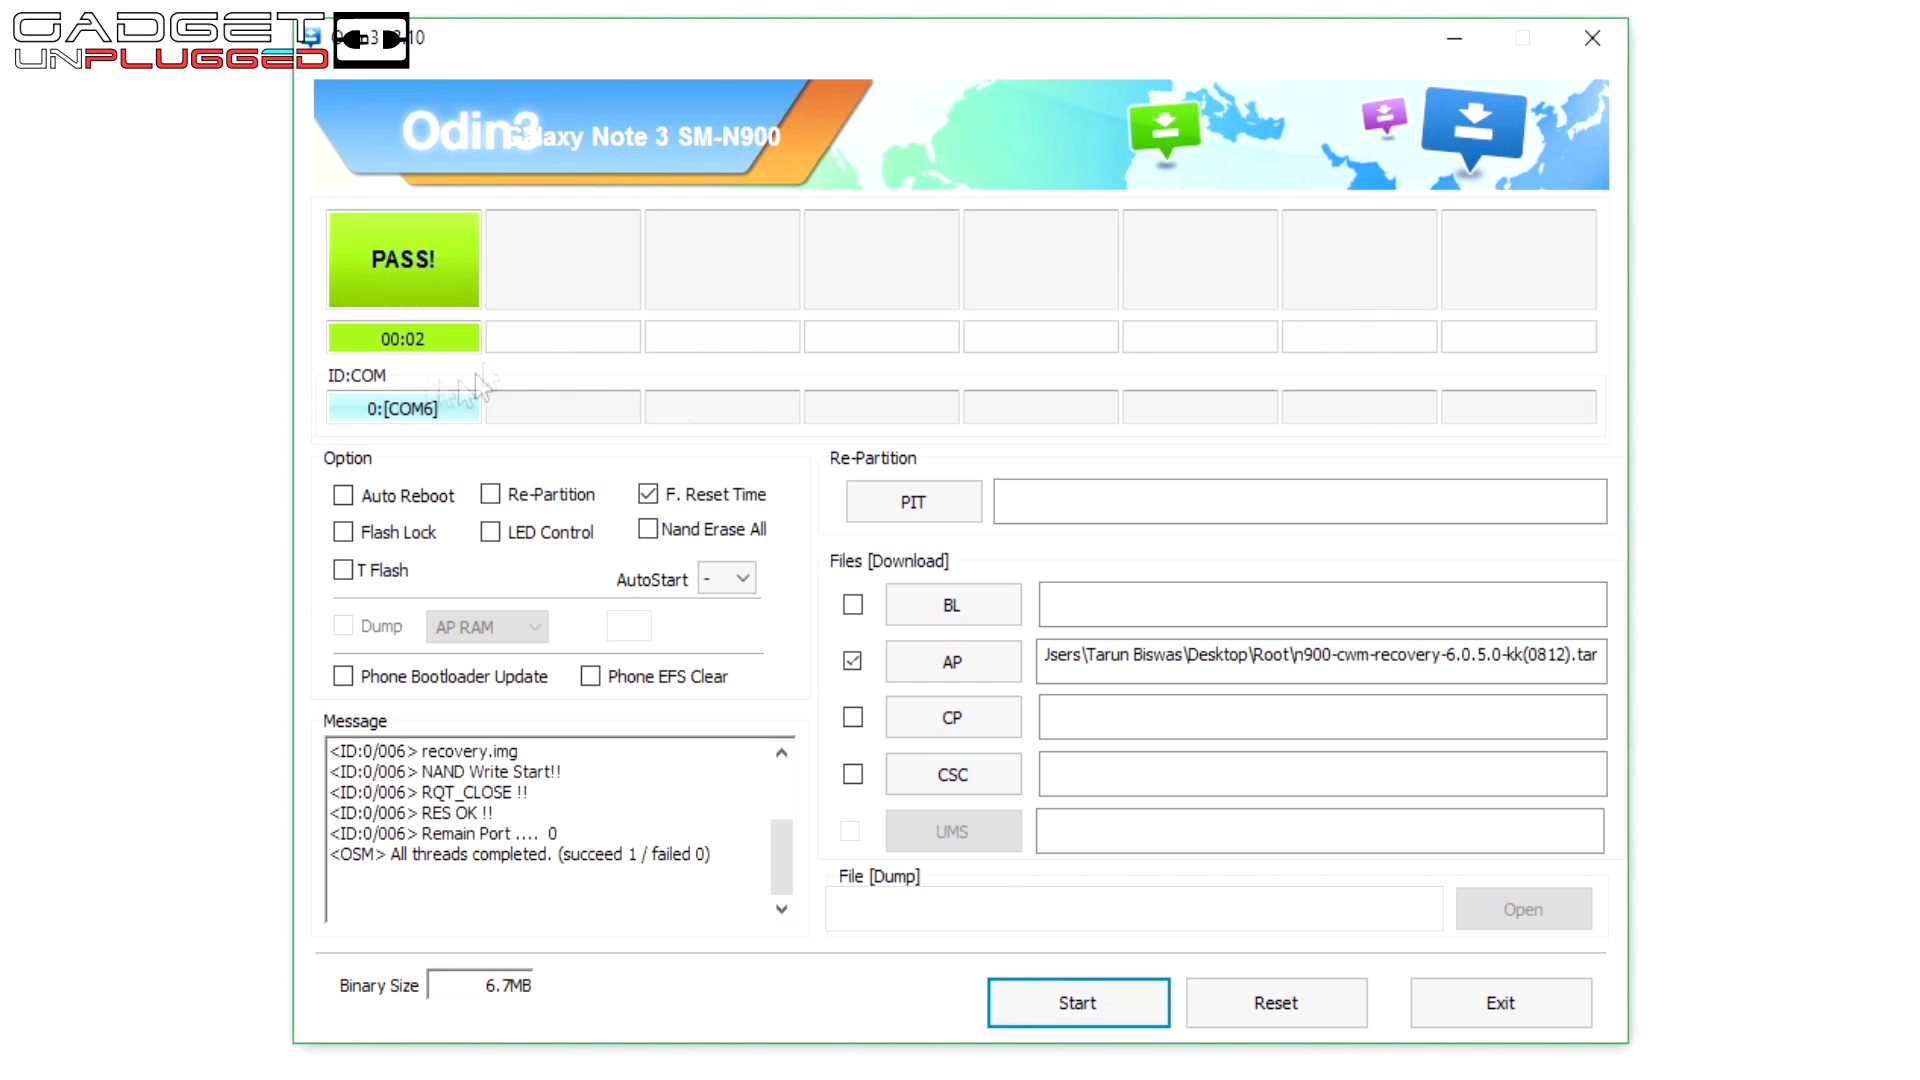 GADGET
UNPLUGGED
Odin3
Galaxy Note 3 SM-N900
PASS!
00:02
ID:COM
0:[COM6]
Option
Auto Reboot
Re-Partition
F. Reset Time
Flash Lock
LED Control
Nand Erase All
T Flash
AutoStart
-
Dump
AP RAM
Phone Bootloader Update
Phone EFS Clear
Message
<ID:0/006> recovery.img
<ID:0/006> NAND Write Start!!
<ID:0/006> RQT_CLOSE !!
<ID:0/006> RES OK !!
<ID:0/006> Remain Port .... 0
<OSM> All threads completed. (succeed 1 / failed 0)
Re-Partition
PIT
Files [Download]
BL
AP
Jsers\Tarun Biswas\Desktop\Root\n900-cwm-recovery-6.0.5.0-kk(0812).tar
CP
CSC
UMS
File [Dump]
Open
Binary Size
6.7MB
Start
Reset
Exit